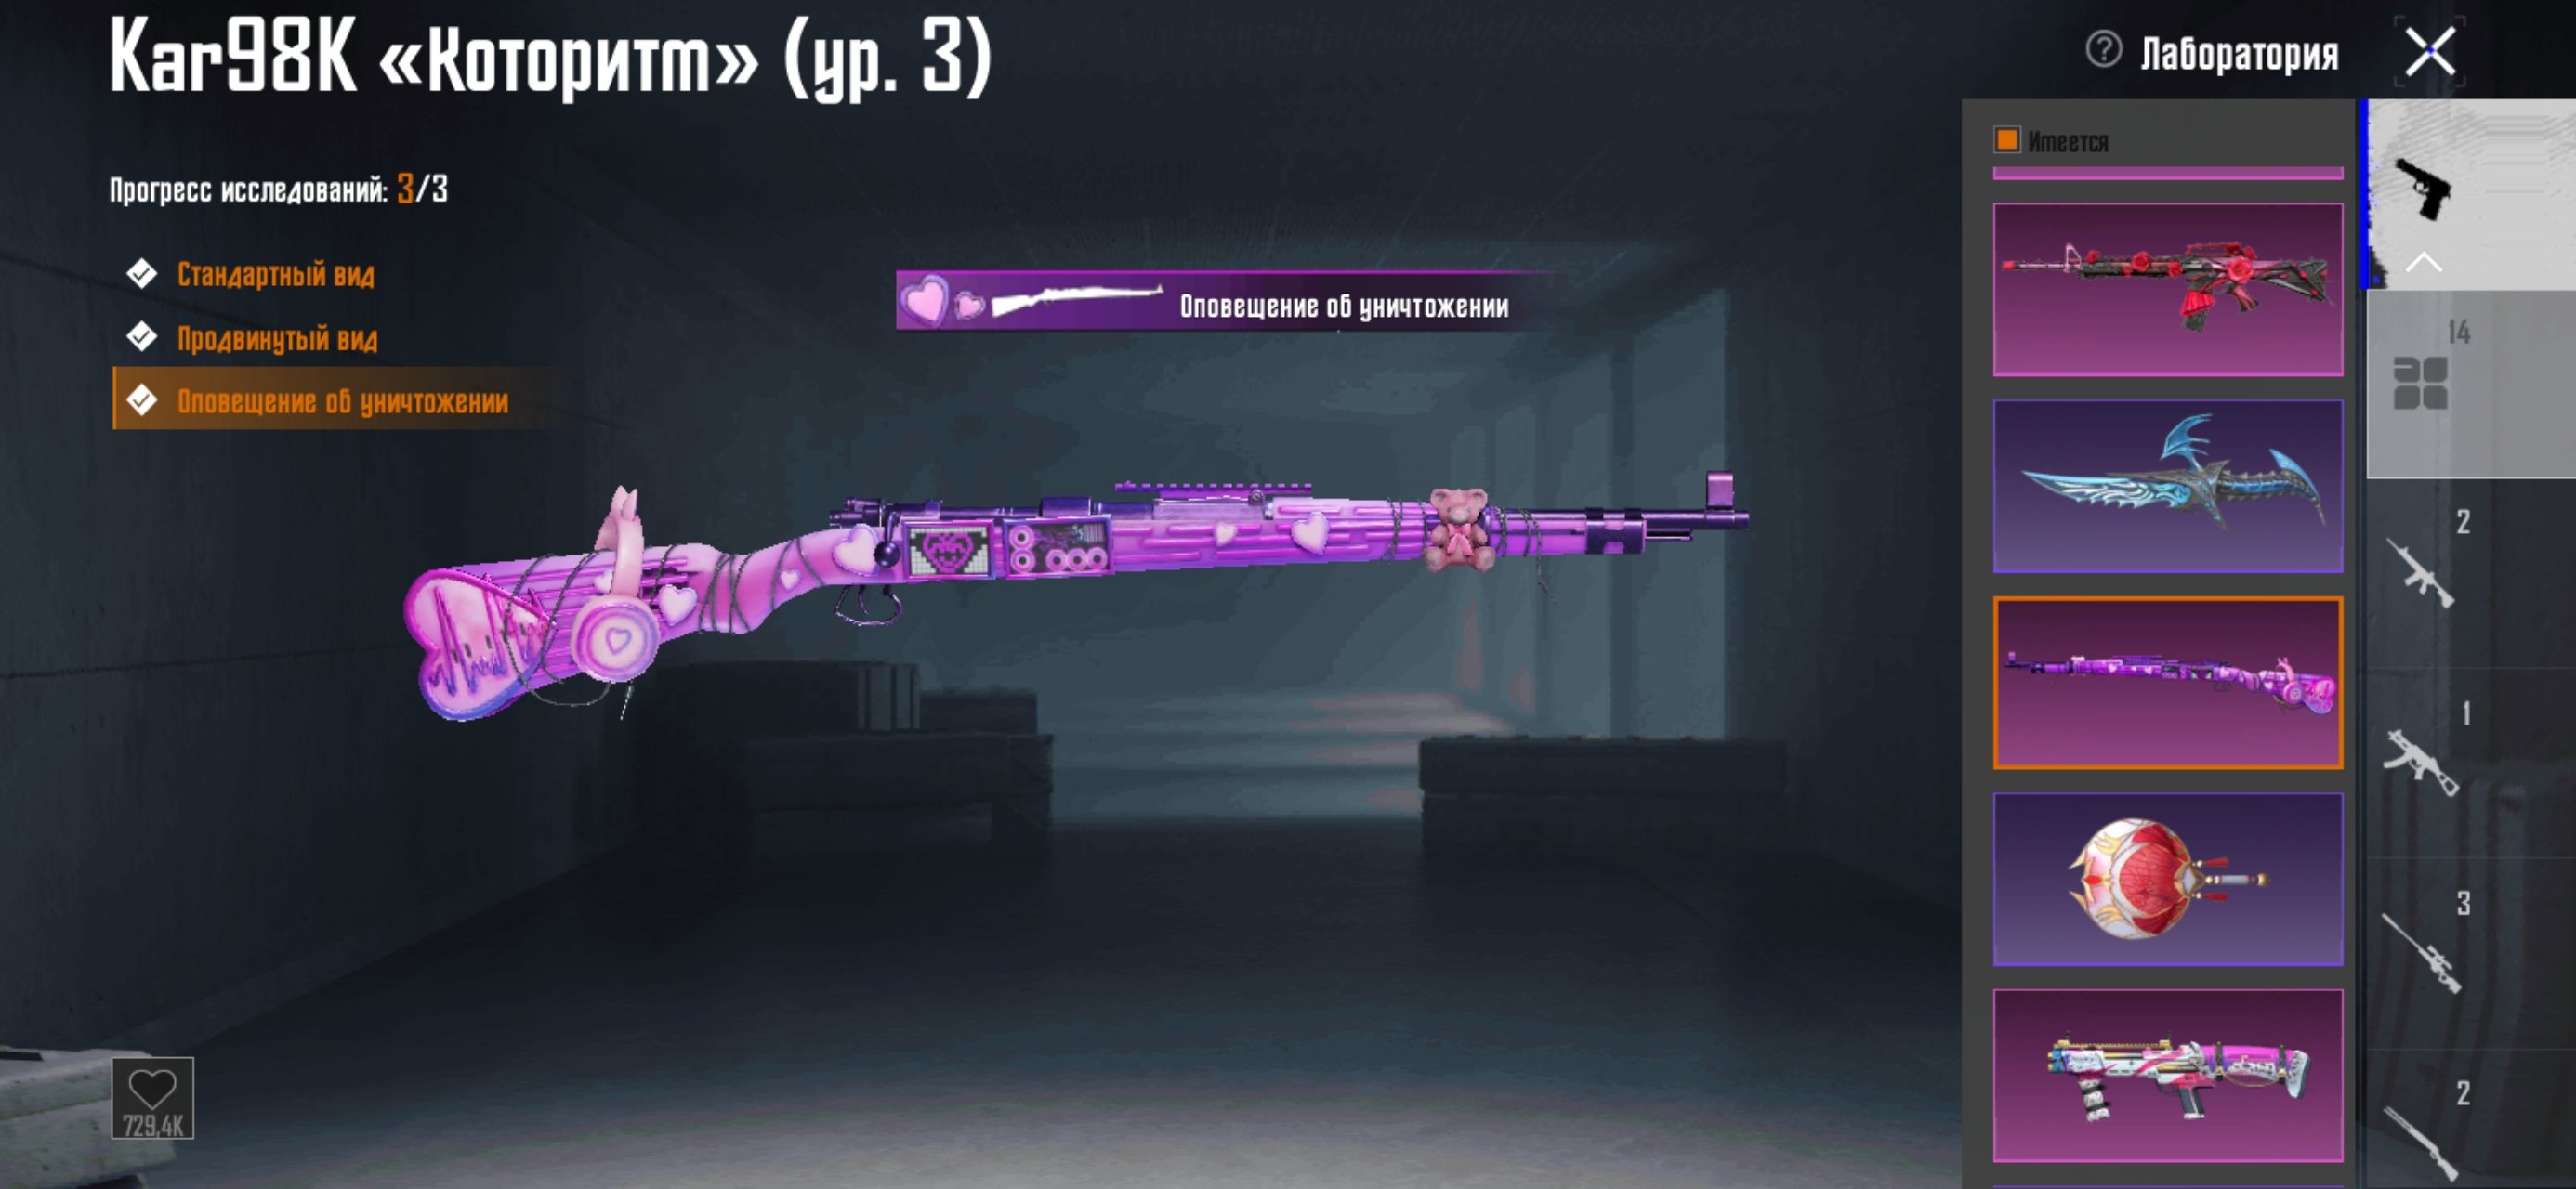 Kar98K «Которитм» (ур. 3)
Лаборатория
Прогресс исследований: 3/3
Стандартный вид
Продвинутый вид
Оповещение об уничтожении
Оповещение об уничтожении
Имеется
14
2
1
3
2
729,4K